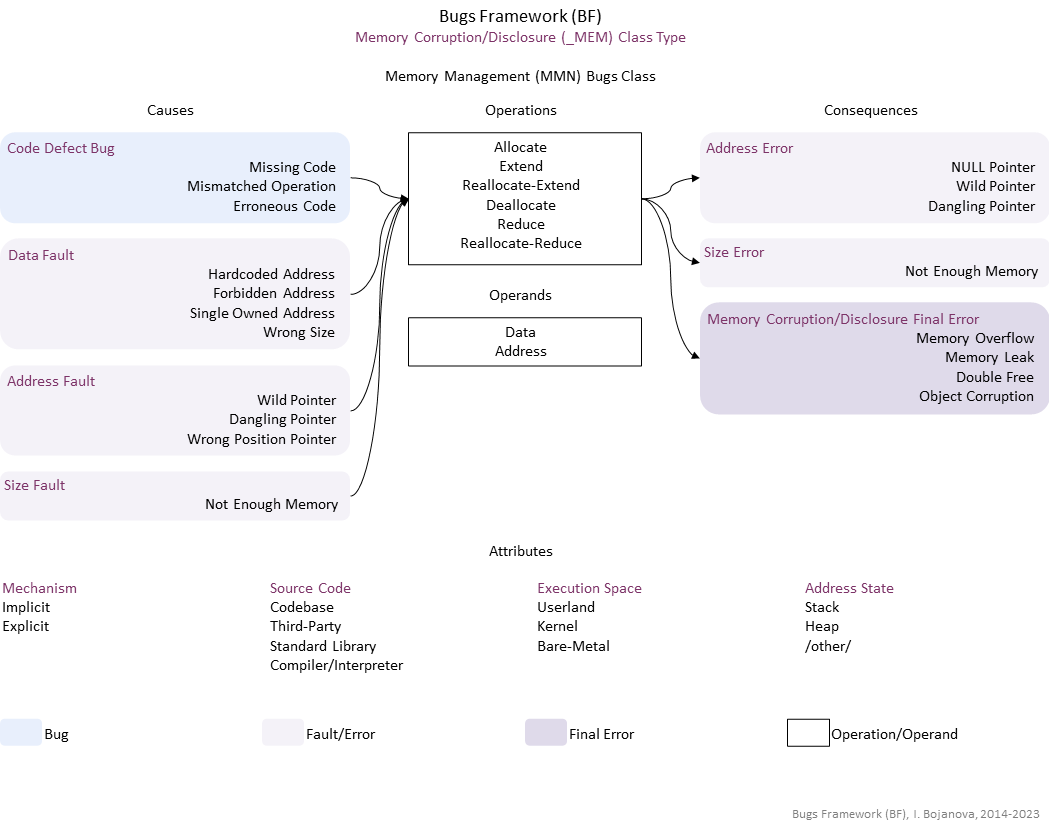 Bugs Framework (BF)
Memory Corruption/Disclosure (_MEM) Class Type
Memory Management (MMN) Bugs Class
Causes
Code Defect Bug
Missing Code
Mismatched Operation
Erroneous Code
Data Fault
Hardcoded Address
Forbidden Address
Single Owned Address
Wrong Size
Address Fault
Wild Pointer
Dangling Pointer
Wrong Position Pointer
Size Fault
Not Enough Memory
Operations
Allocate
Extend
Reallocate-Extend
Deallocate
Reduce
Reallocate-Reduce
Operands
Data
Address
Consequences
Address Error
NULL Pointer
Wild Pointer
Dangling Pointer
Size Error
Not Enough Memory
Memory Corruption/Disclosure Final Error
Memory Overflow
Memory Leak
Double Free
Object Corruption
Attributes
Mechanism
Implicit
Explicit
Source Code
Codebase
Third-Party
Standard Library
Compiler/Interpreter
Execution Space
Userland
Kernel
Bare-Metal
Address State
Stack
Heap
/other/
Bug
Fault/Error
Final Error
Operation/Operand
Bugs Framework (BF), I. Bojanova, 2014-2023